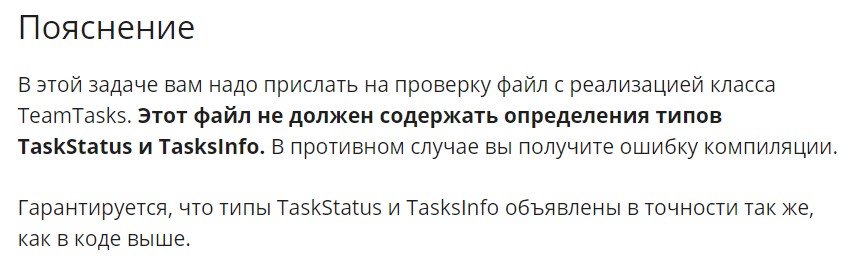 Пояснение
В этой задаче вам надо прислать на проверку файл с реализацией класса
TeamTasks. Этот файл не должен содержать определения типов
TaskStatus и TasksInfo. В противном случае вы получите ошибку компиляции.
Гарантируется, что типы TaskStatus и TasksInfo объявлены в точности так же,
как в коде выше.